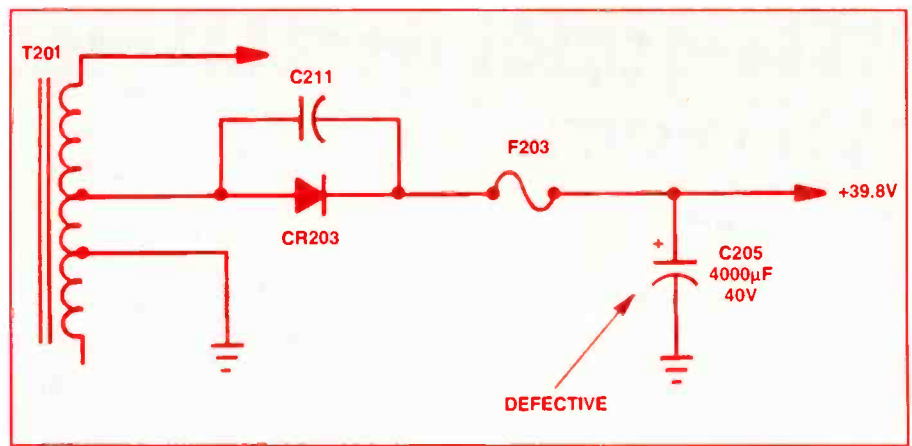 T201
C211
F203
+39.8V
CR203
+
C205
4000µF
40V
DEFECTIVE